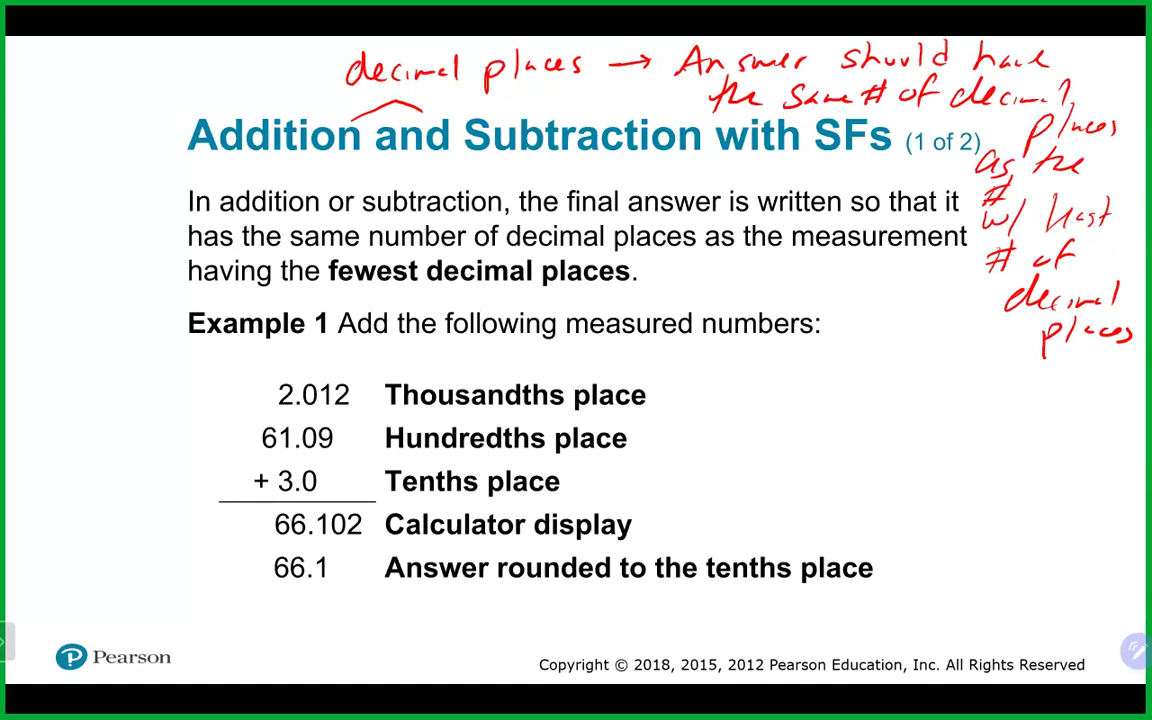 decimal places → Answer should have
the same # of decimal
places
as the
#
w/ least
# of
decimal
places
Addition and Subtraction with SFs (1 of 2)
In addition or subtraction, the final answer is written so that it
has the same number of decimal places as the measurement
having the fewest decimal places.
Example 1 Add the following measured numbers:
2.012 Thousandths place
61.09 Hundredths place
+ 3.0 Tenths place
66.102 Calculator display
66.1 Answer rounded to the tenths place
Pearson
Copyright © 2018, 2015, 2012 Pearson Education, Inc. All Rights Reserved